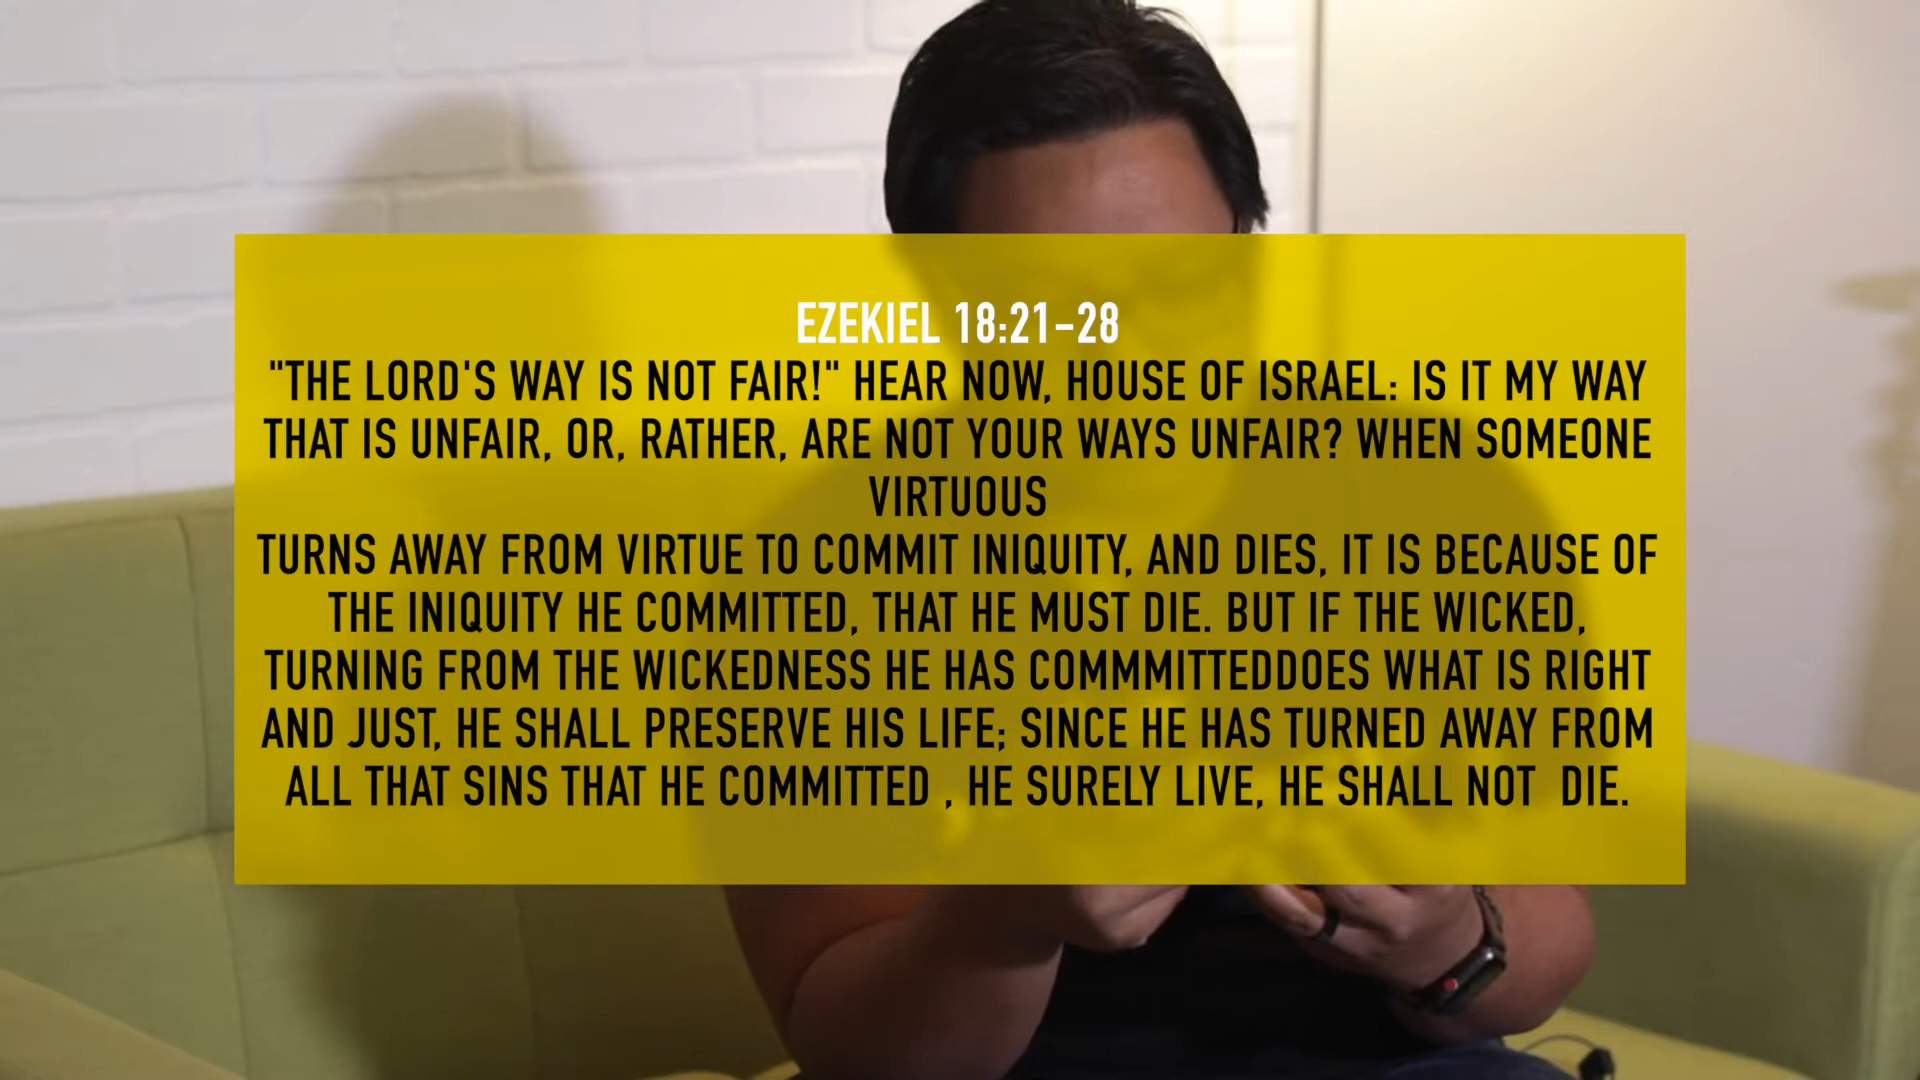 EZEKIEL 18:21-28
"THE LORD'S WAY IS NOT FAIR!" HEAR NOW, HOUSE OF ISRAEL: IS IT MY WAY
THAT IS UNFAIR, OR, RATHER, ARE NOT YOUR WAYS UNFAIR? WHEN SOMEONE
VIRTUOUS
TURNS AWAY FROM VIRTUE TO COMMIT INIQUITY, AND DIES, IT IS BECAUSE OF
THE INIQUITY HE COMMITTED, THAT HE MUST DIE. BUT IF THE WICKED,
TURNING FROM THE WICKEDNESS HE HAS COMMMITTEDDOES WHAT IS RIGHT
AND JUST, HE SHALL PRESERVE HIS LIFE; SINCE HE HAS TURNED AWAY FROM
ALL THAT SINS THAT HE COMMITTED , HE SURELY LIVE, HE SHALL NOT  DIE.